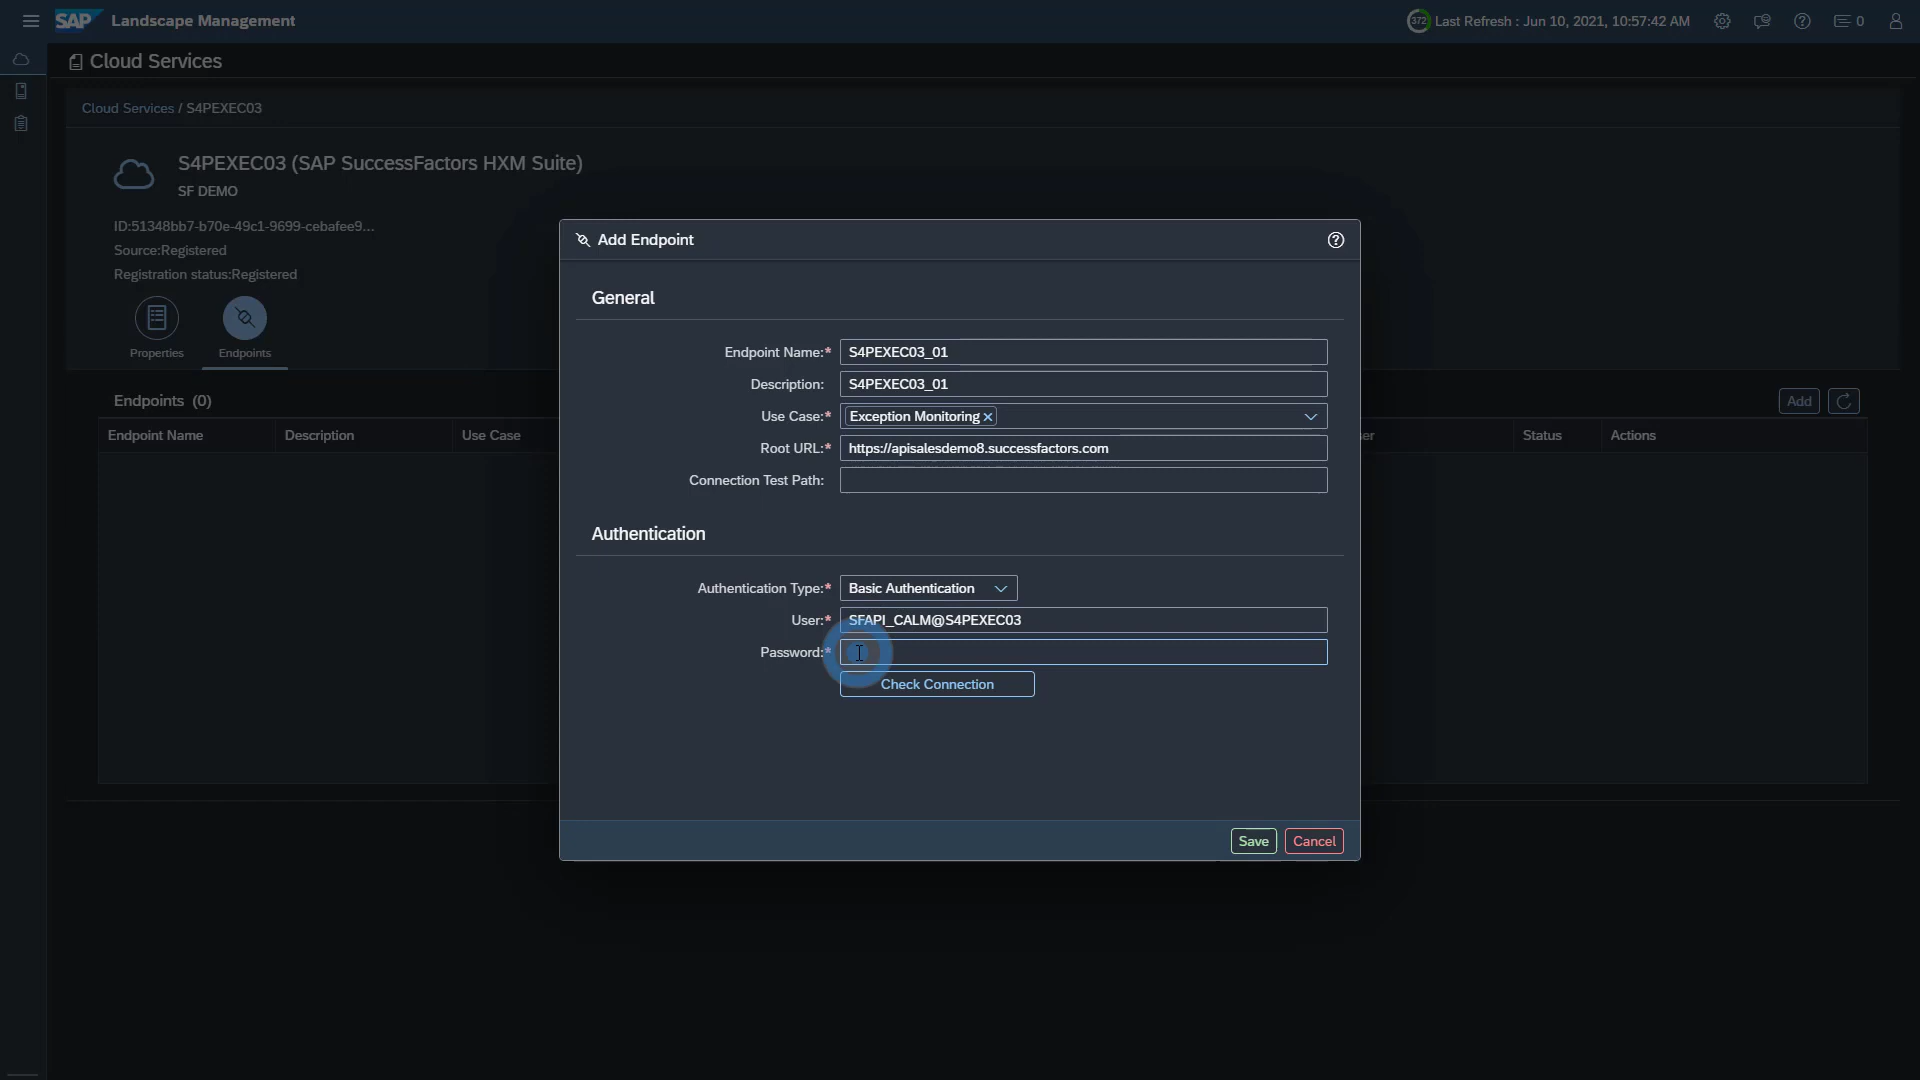 SAP Landscape Management
372 Last Refresh : Jun 10, 2021, 10:57:42 AM 0
Cloud Services
Cloud Services / S4PEXEC03
S4PEXEC03 (SAP SuccessFactors HXM Suite)
SF DEMO
ID:51348bb7-b70e-49c1-9699-cebafee9...
Source:Registered
Registration status:Registered
Properties
Endpoints
Endpoints (0)
Add
Endpoint Name Description Use Case Status Actions
Add Endpoint
General
Endpoint Name:* S4PEXEC03_01
Description: S4PEXEC03_01
Use Case:* Exception Monitoring
Root URL:* https://apisalesdemo8.successfactors.com
Connection Test Path:
Authentication
Authentication Type:* Basic Authentication
User:* SFAPI_CALM@S4PEXEC03
Password:*
Check Connection
Save Cancel